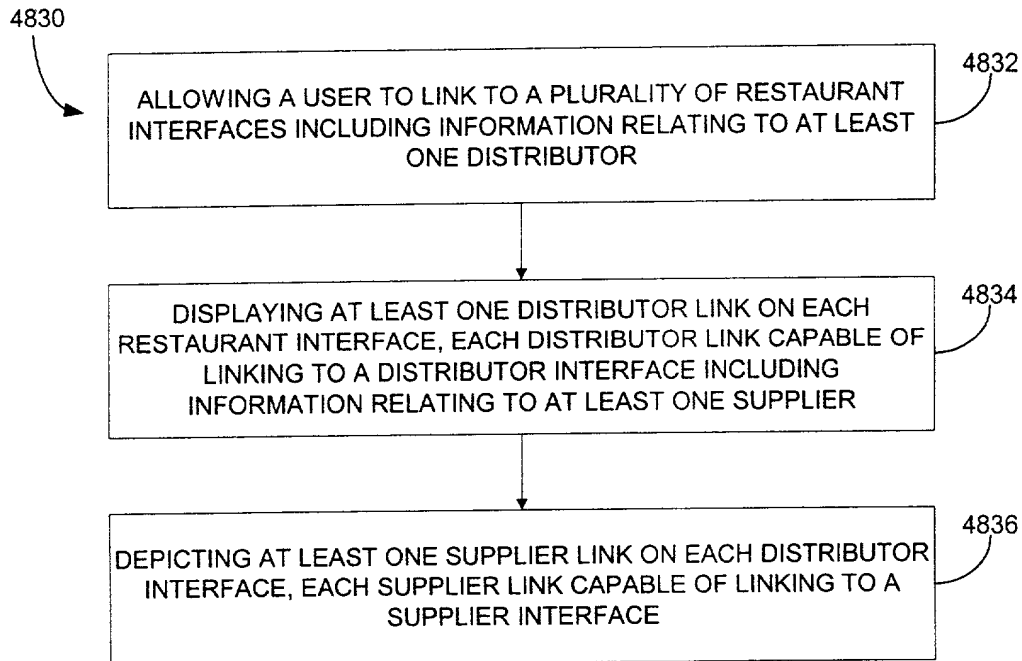 4830
4832
ALLOWING A USER TO LINK TO A PLURALITY OF RESTAURANT
INTERFACES INCLUDING INFORMATION RELATING TO AT LEAST
ONE DISTRIBUTOR
4834
DISPLAYING AT LEAST ONE DISTRIBUTOR LINK ON EACH
RESTAURANT INTERFACE, EACH DISTRIBUTOR LINK CAPABLE OF
LINKING TO A DISTRIBUTOR INTERFACE INCLUDING
INFORMATION RELATING TO AT LEAST ONE SUPPLIER
4836
DEPICTING AT LEAST ONE SUPPLIER LINK ON EACH DISTRIBUTOR
INTERFACE, EACH SUPPLIER LINK CAPABLE OF LINKING TO A
SUPPLIER INTERFACE